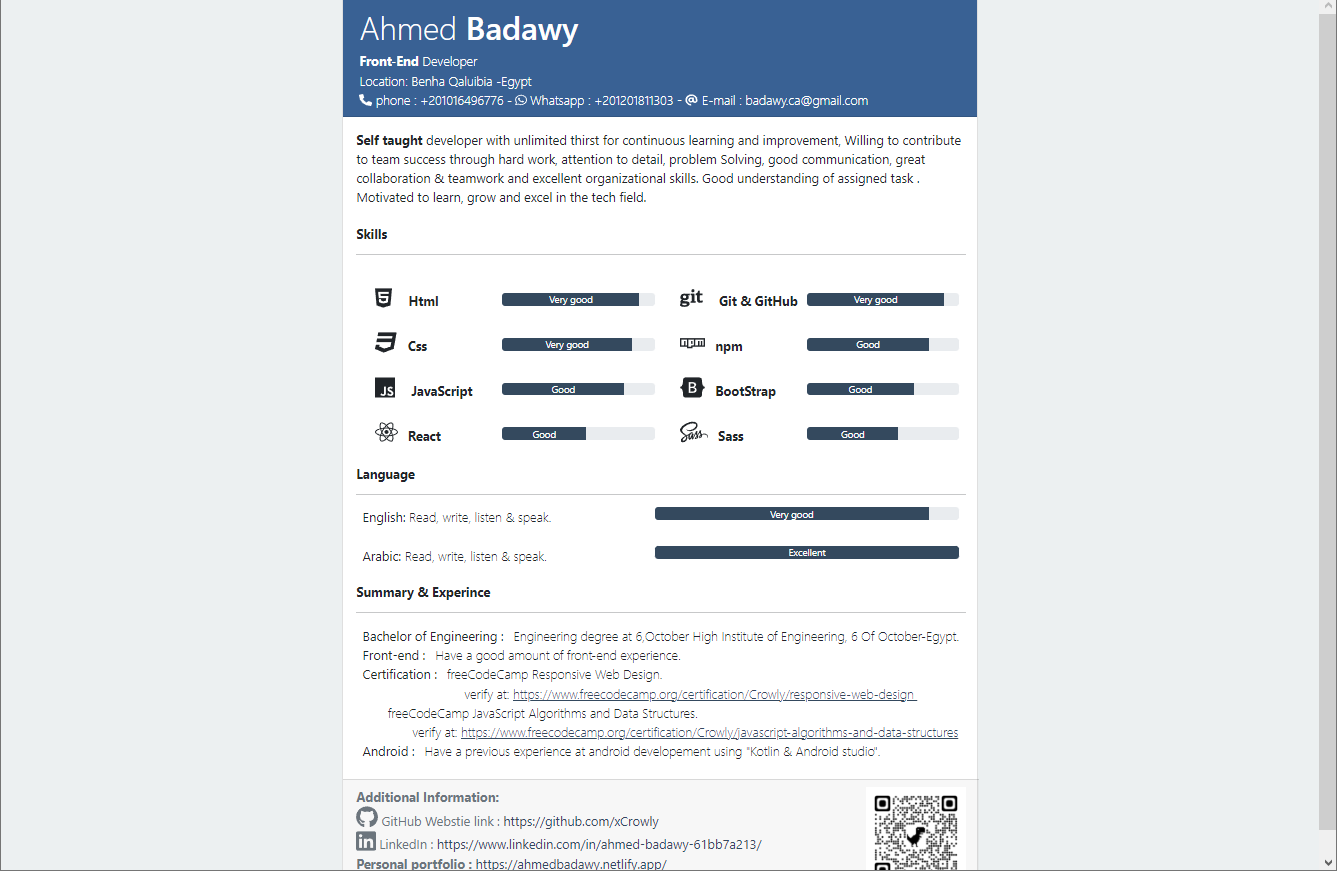 Ahmed Badawy
Front-End Developer
Location: Benha Qaluibia -Egypt
phone : +201016496776 - Whatsapp : +201201811303 - E-mail : badawy.ca@gmail.com
Self taught developer with unlimited thirst for continuous learning and improvement, Willing to contribute
to team success through hard work, attention to detail, problem Solving, good communication, great
collaboration & teamwork and excellent organizational skills. Good understanding of assigned task .
Motivated to learn, grow and excel in the tech field.
Skills
Html Very good git Git & GitHub Very good
Css Very good npm npm Good
JS JavaScript Good B BootStrap Good
React Good Sass Sass Good
Language
English: Read, write, listen & speak. Very good
Arabic: Read, write, listen & speak. Excellent
Summary & Experince
Bachelor of Engineering : Engineering degree at 6,October High Institute of Engineering, 6 Of October-Egypt.
Front-end : Have a good amount of front-end experience.
Certification : freeCodeCamp Responsive Web Design.
verify at: https://www.freecodecamp.org/certification/Crowly/responsive-web-design
freeCodeCamp JavaScript Algorithms and Data Structures.
verify at: https://www.freecodecamp.org/certification/Crowly/javascript-algorithms-and-data-structures
Android : Have a previous experience at android developement using "Kotlin & Android studio".
Additional Information:
GitHub Webstie link : https://github.com/xCrowly
in LinkedIn : https://www.linkedin.com/in/ahmed-badawy-61bb7a213/
Personal portfolio : https://ahmedbadawy.netlify.app/